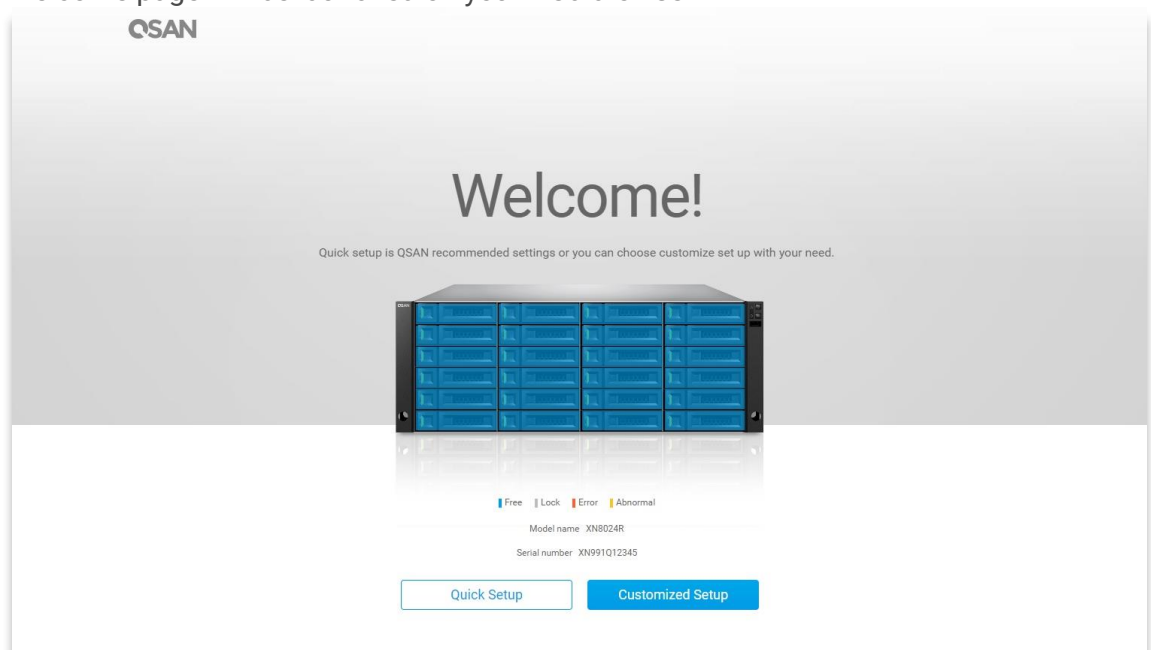 QSAN
Welcome!
Quick setup is QSAN recommended settings or you can choose customize set up with your need.
Free Lock Error Abnormal
Model name XN8024R
Serial number XN991Q12345
Quick Setup Customized Setup